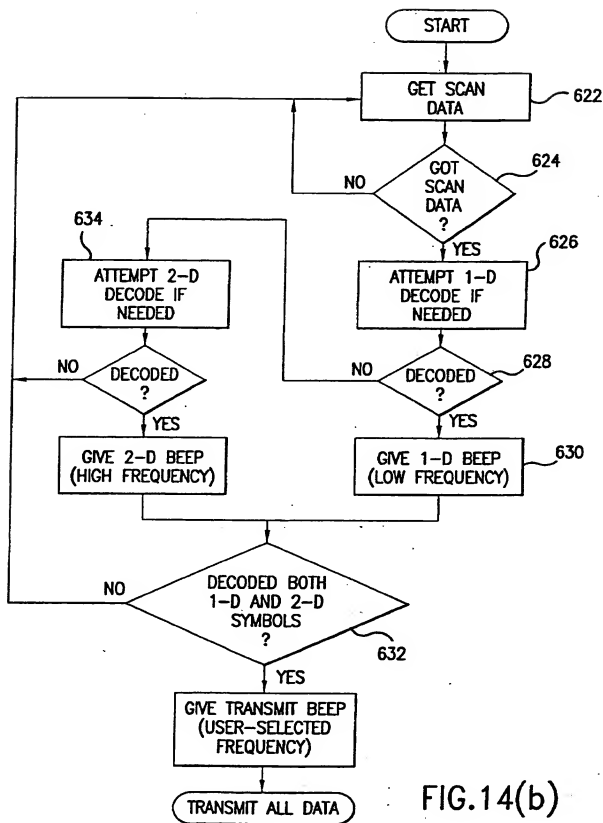 START
GET SCAN
DATA
622
GOT
SCAN
DATA
?
624
NO
YES
634
ATTEMPT 2-D
DECODE IF
NEEDED
626
ATTEMPT 1-D
DECODE IF
NEEDED
NO
DECODED
?
YES
NO
DECODED
?
628
YES
GIVE 2-D BEEP
(HIGH FREQUENCY)
GIVE 1-D BEEP
(LOW FREQUENCY)
630
NO
DECODED BOTH
1-D AND 2-D
SYMBOLS
?
632
YES
GIVE TRANSMIT BEEP
(USER-SELECTED
FREQUENCY)
TRANSMIT ALL DATA
FIG.14(b)